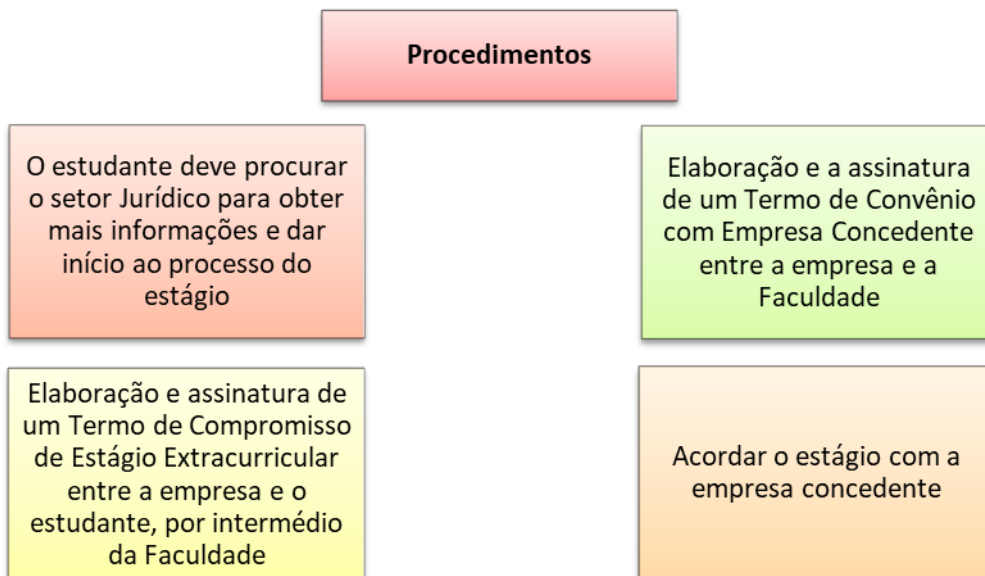 Procedimentos
O estudante deve procurar
o setor Jurídico para obter
mais informações e dar
início ao processo do
estágio
Elaboração e a assinatura
de um Termo de Convênio
com Empresa Concedente
entre a empresa e a
Faculdade
Elaboração e assinatura de
um Termo de Compromisso
de Estágio Extracurricular
entre a empresa e o
estudante, por intermédio
da Faculdade
Acordar o estágio com a
empresa concedente